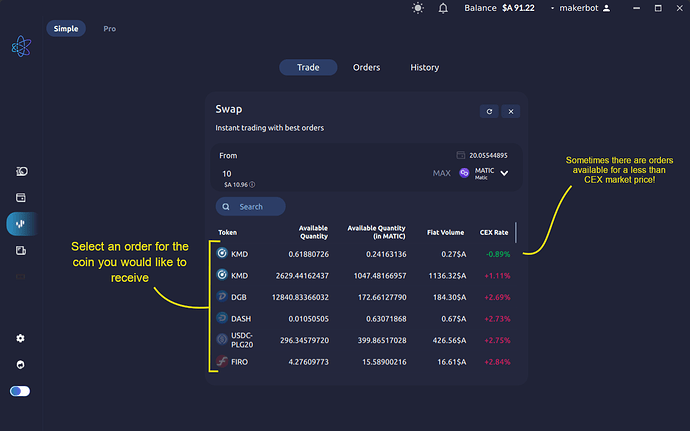 Balance $A 91.22 makerbot
Simple Pro
Trade Orders History
Swap
Instant trading with best orders
From 20.05544895
10 MAX MATIC
$A 10.96 Matic
Search
Token Available Quantity Available Quantity (in MATIC) Fiat Volume CEX Rate
KMD 0.61880726 0.24163136 0.27$A -0.89%
KMD 2629.44162437 1047.48166957 1136.32$A +1.11%
DGB 12840.83366032 172.66127790 184.30$A +2.69%
DASH 0.01050505 0.63071868 0.67$A +2.73%
USDC-PLG20 296.34579720 399.86517028 426.56$A +2.75%
FIRO 4.27609773 15.58900216 16.61$A +2.84%
Select an order for the
coin you would like to
receive
Sometimes there are orders
available for a less than
CEX market price!